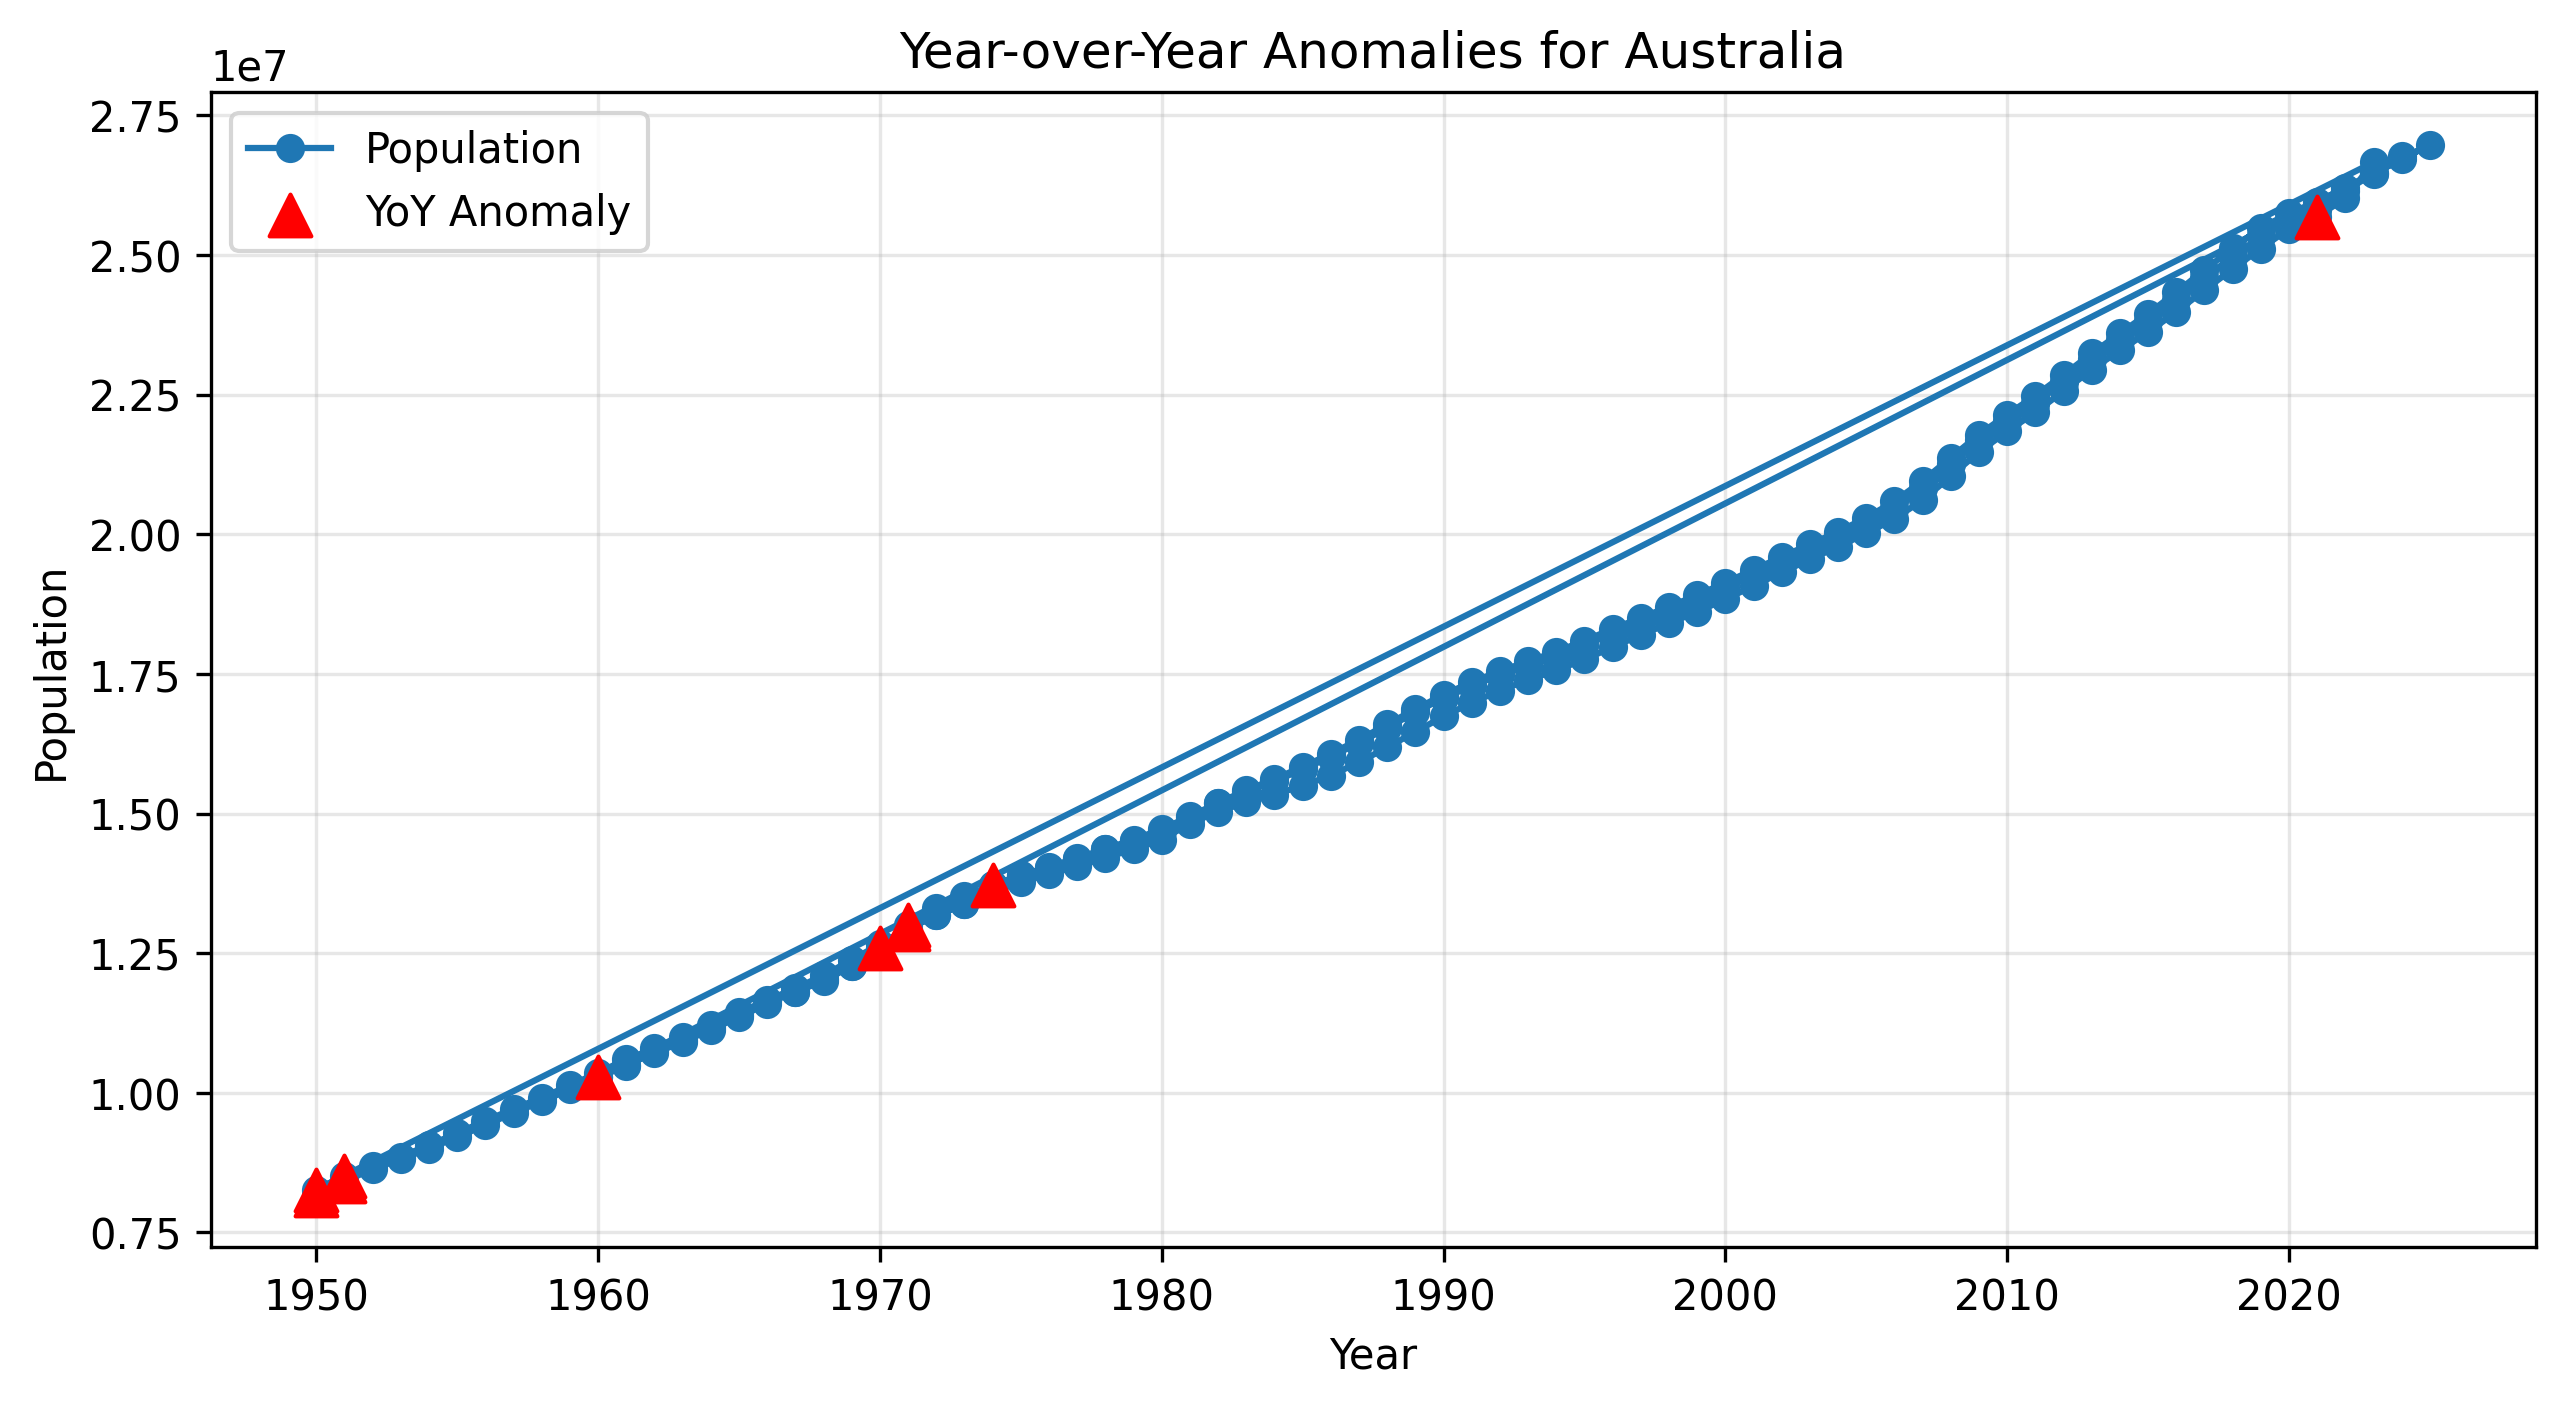 Year-over-Year Anomalies for Australia
1e7
2.75
2.50
2.25
2.00
1.75
1.50
1.25
1.00
0.75
Population
Population
YoY Anomaly
1950 1960 1970 1980 1990 2000 2010 2020
Year